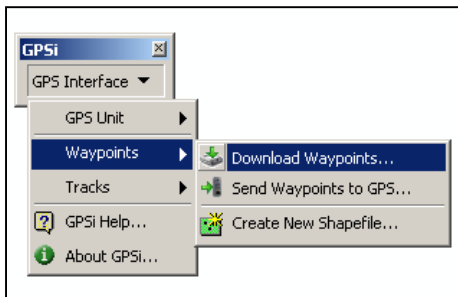 GPSi
GPS Interface
GPS Unit
Waypoints
Download Waypoints...
Tracks
Send Waypoints to GPS...
GPSi Help...
Create New Shapefile...
About GPSi...